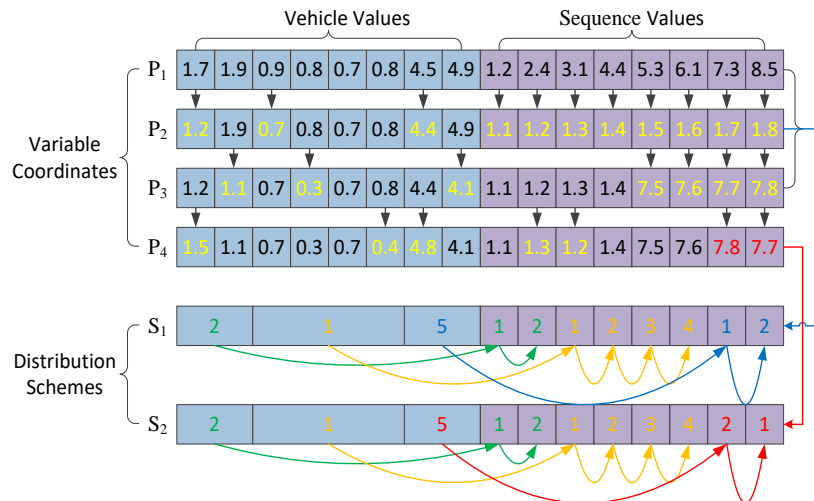 Vehicle Values Sequence Values
P1 1.7 1.9 0.9 0.8 0.7 0.8 4.5 4.9 1.2 2.4 3.1 4.4 5.3 6.1 7.3 8.5
P2 1.2 1.9 0.7 0.8 0.7 0.8 4.4 4.9 1.1 1.2 1.3 1.4 1.5 1.6 1.7 1.8
Variable
Coordinates
P3 1.2 1.1 0.7 0.3 0.7 0.8 4.4 4.1 1.1 1.2 1.3 1.4 7.5 7.6 7.7 7.8
P4 1.5 1.1 0.7 0.3 0.7 0.4 4.8 4.1 1.1 1.3 1.2 1.4 7.5 7.6 7.8 7.7
S1 2 1 5 1 2 1 2 3 4 1 2
Distribution
Schemes
S2 2 1 5 1 2 1 2 3 4 2 1